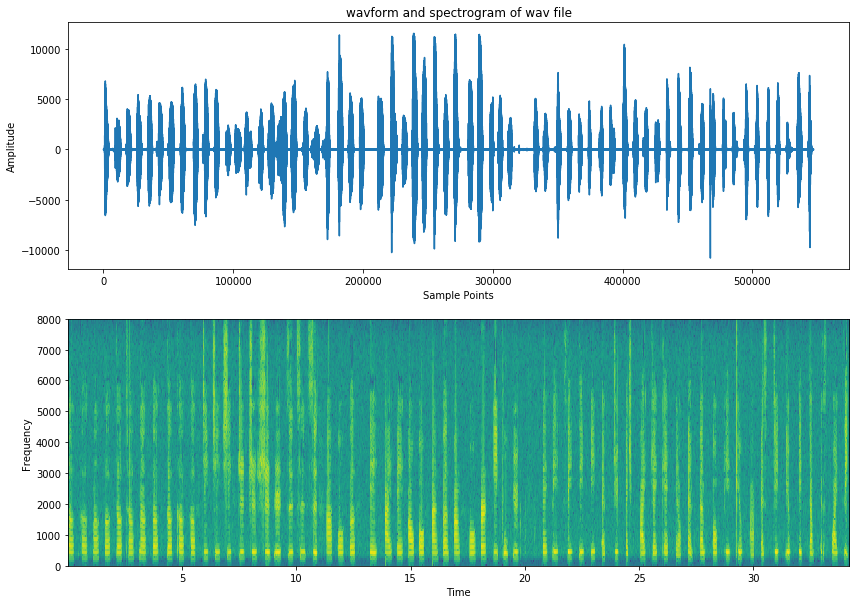 wavform and spectrogram of wav file
10000
5000
0
−5000
−10000
Amplitude
0 100000 200000 300000 400000 500000
Sample Points
8000
7000
6000
5000
4000
3000
2000
1000
0
Frequency
5 10 15 20 25 30
Time